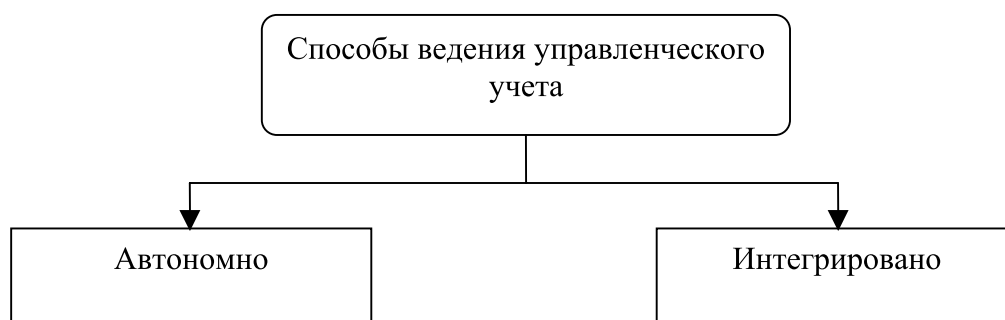 Способы ведения управленческого
учета
Автономно
Интегрировано